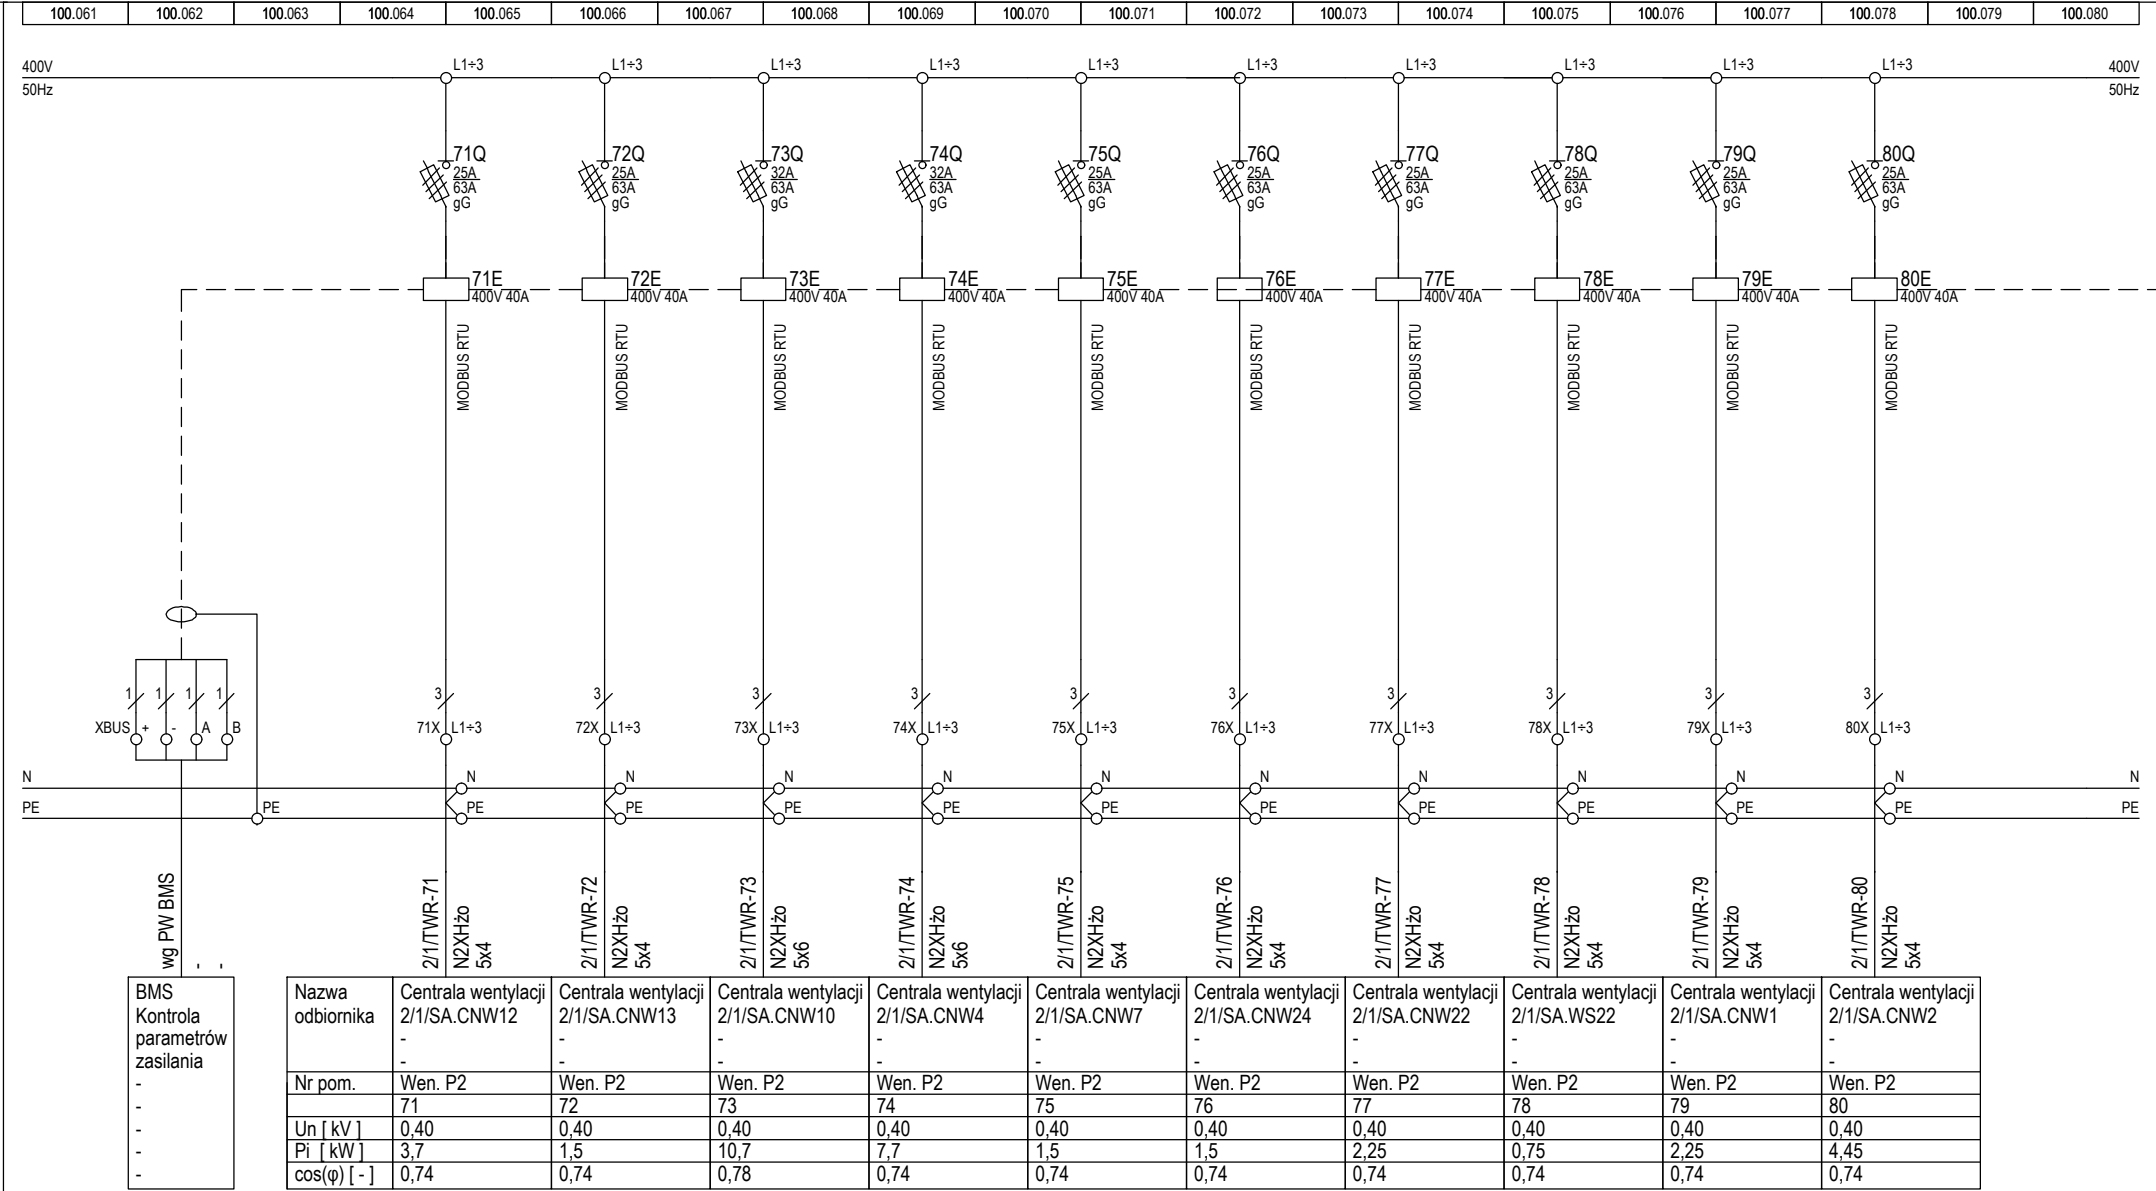 100.061 100.062 100.063 100.064 100.065 100.066 100.067 100.068 100.069 100.070 100.071 100.072 100.073 100.074 100.075 100.076 100.077 100.078 100.079 100.080
400V L1÷3 L1÷3 L1÷3 L1÷3 L1÷3 L1÷3 L1÷3 L1÷3 L1÷3 L1÷3 400V
50Hz 50Hz
71Q 72Q 73Q 74Q 75Q 76Q 77Q 78Q 79Q 80Q
25A 25A 32A 32A 25A 25A 25A 25A 25A 25A
63A 63A 63A 63A 63A 63A 63A 63A 63A 63A
gG gG gG gG gG gG gG gG gG gG
71E 72E 73E 74E 75E 76E 77E 78E 79E 80E
400V 40A 400V 40A 400V 40A 400V 40A 400V 40A 400V 40A 400V 40A 400V 40A 400V 40A 400V 40A
MODBUS RTU MODBUS RTU MODBUS RTU MODBUS RTU MODBUS RTU MODBUS RTU MODBUS RTU MODBUS RTU MODBUS RTU MODBUS RTU
1 1 1 1 3 3 3 3 3 3 3 3 3 3
XBUS + - A B 71X L1÷3 72X L1÷3 73X L1÷3 74X L1÷3 75X L1÷3 76X L1÷3 77X L1÷3 78X L1÷3 79X L1÷3 80X L1÷3
N N N N N N N N N N N N
PE PE PE PE PE PE PE PE PE PE PE PE PE
wg PW BMS - -
2/1/TWR-71 N2XHżo 5x4
2/1/TWR-72 N2XHżo 5x4
2/1/TWR-73 N2XHżo 5x6
2/1/TWR-74 N2XHżo 5x6
2/1/TWR-75 N2XHżo 5x4
2/1/TWR-76 N2XHżo 5x4
2/1/TWR-77 N2XHżo 5x4
2/1/TWR-78 N2XHżo 5x4
2/1/TWR-79 N2XHżo 5x4
2/1/TWR-80 N2XHżo 5x4
BMS
Kontrola
parametrów
zasilania
-
-
-
-
-
Nazwa Centrala wentylacji Centrala wentylacji Centrala wentylacji Centrala wentylacji Centrala wentylacji Centrala wentylacji Centrala wentylacji Centrala wentylacji Centrala wentylacji Centrala wentylacji
odbiornika 2/1/SA.CNW12 2/1/SA.CNW13 2/1/SA.CNW10 2/1/SA.CNW4 2/1/SA.CNW7 2/1/SA.CNW24 2/1/SA.CNW22 2/1/SA.WS22 2/1/SA.CNW1 2/1/SA.CNW2
- - - - - - - - - -
- - - - - - - - - -
Nr pom. Wen. P2 Wen. P2 Wen. P2 Wen. P2 Wen. P2 Wen. P2 Wen. P2 Wen. P2 Wen. P2 Wen. P2
71 72 73 74 75 76 77 78 79 80
Un [ kV ] 0,40 0,40 0,40 0,40 0,40 0,40 0,40 0,40 0,40 0,40
Pi [ kW ] 3,7 1,5 10,7 7,7 1,5 1,5 2,25 0,75 2,25 4,45
cos(φ) [ - ] 0,74 0,74 0,78 0,74 0,74 0,74 0,74 0,74 0,74 0,74